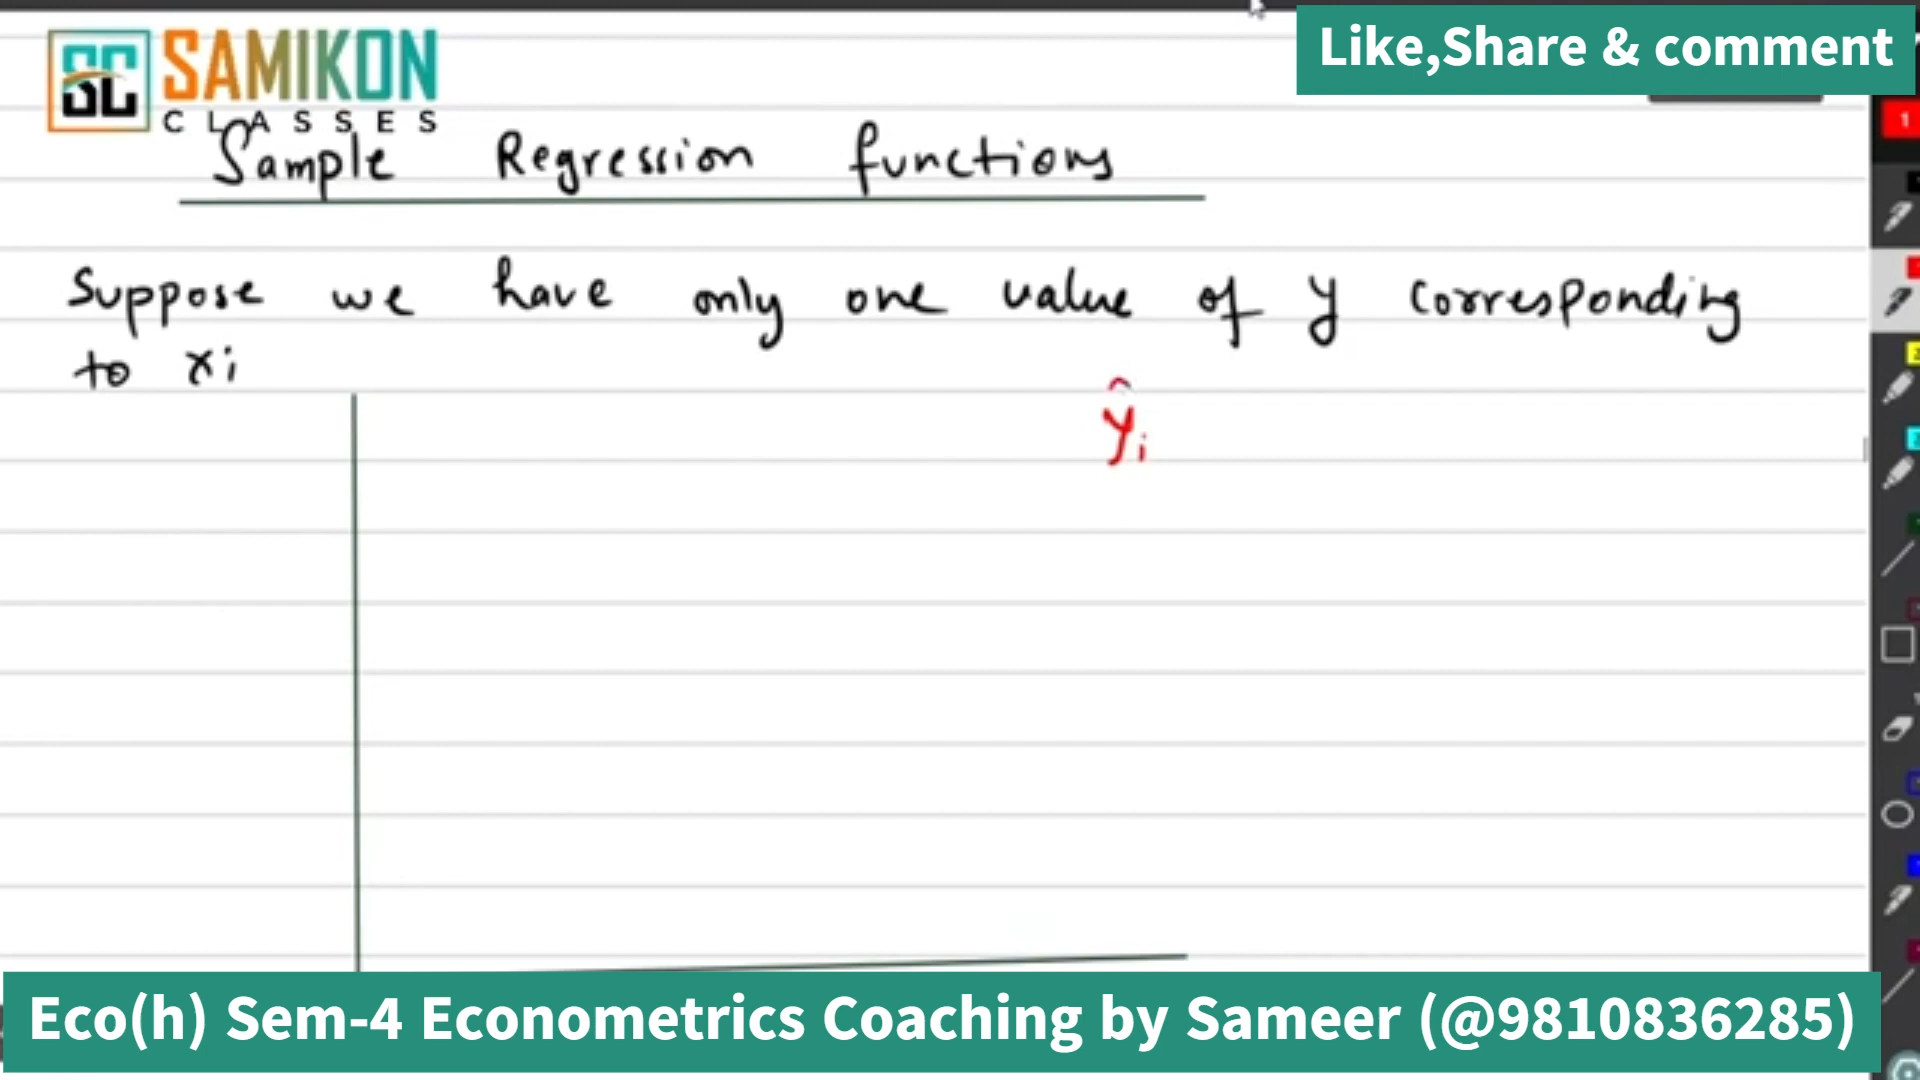 Like,Share & comment
SC SAMIKON
CLASSES
Sample Regression functions
Suppose we have only one value of y corresponding
to xi
ŷi
Eco(h) Sem-4 Econometrics Coaching by Sameer (@9810836285)